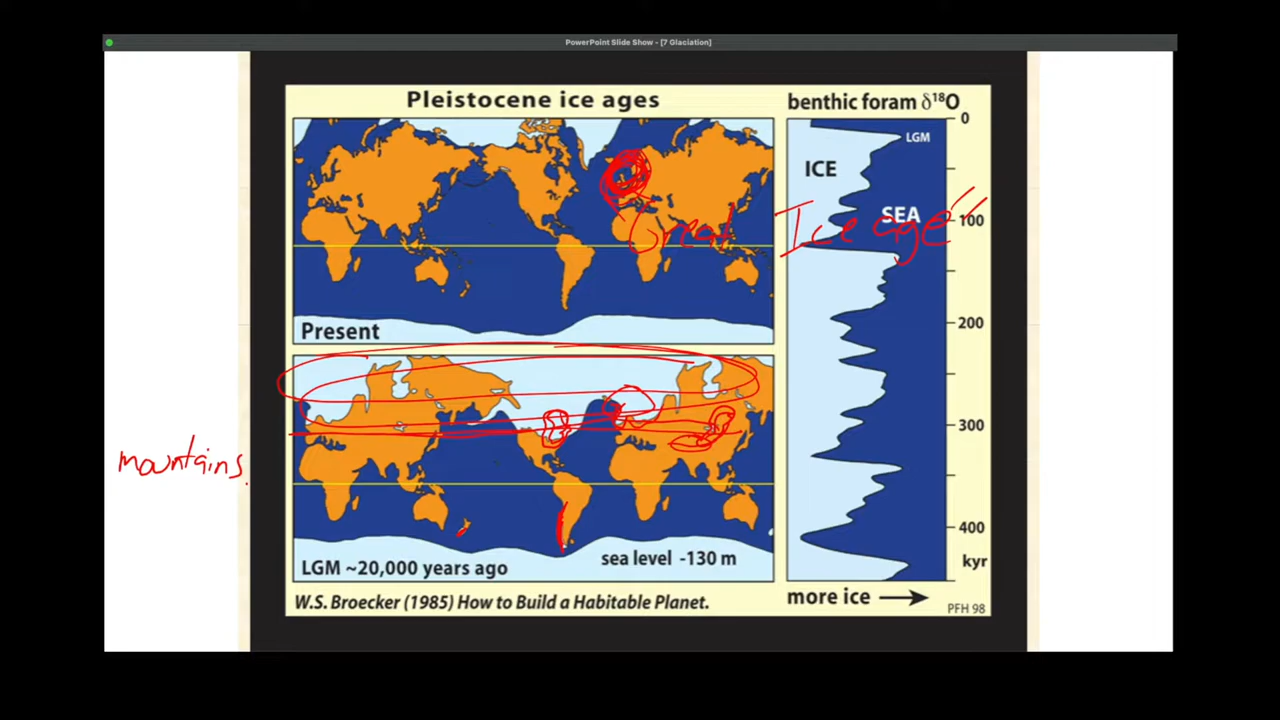 PowerPoint Slide Show - [7 Glaciation]
Pleistocene ice ages
benthic foram δ18O
0
LGM
ICE
SEA
100
Great Ice age"
200
Present
300
mountains.
400
kyr
LGM ~20,000 years ago
sea level -130 m
more ice
W.S. Broecker (1985) How to Build a Habitable Planet.
PFH 98